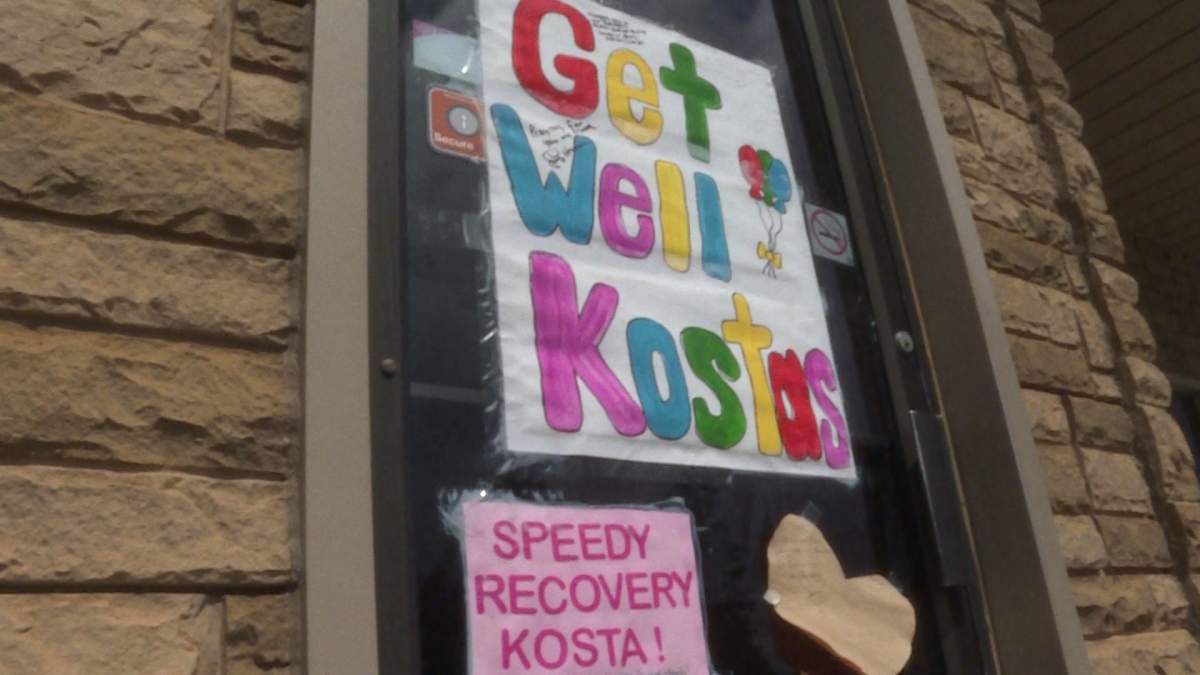 Get
Well
Kostas
Secure
SPEEDY
RECOVERY
KOSTA!